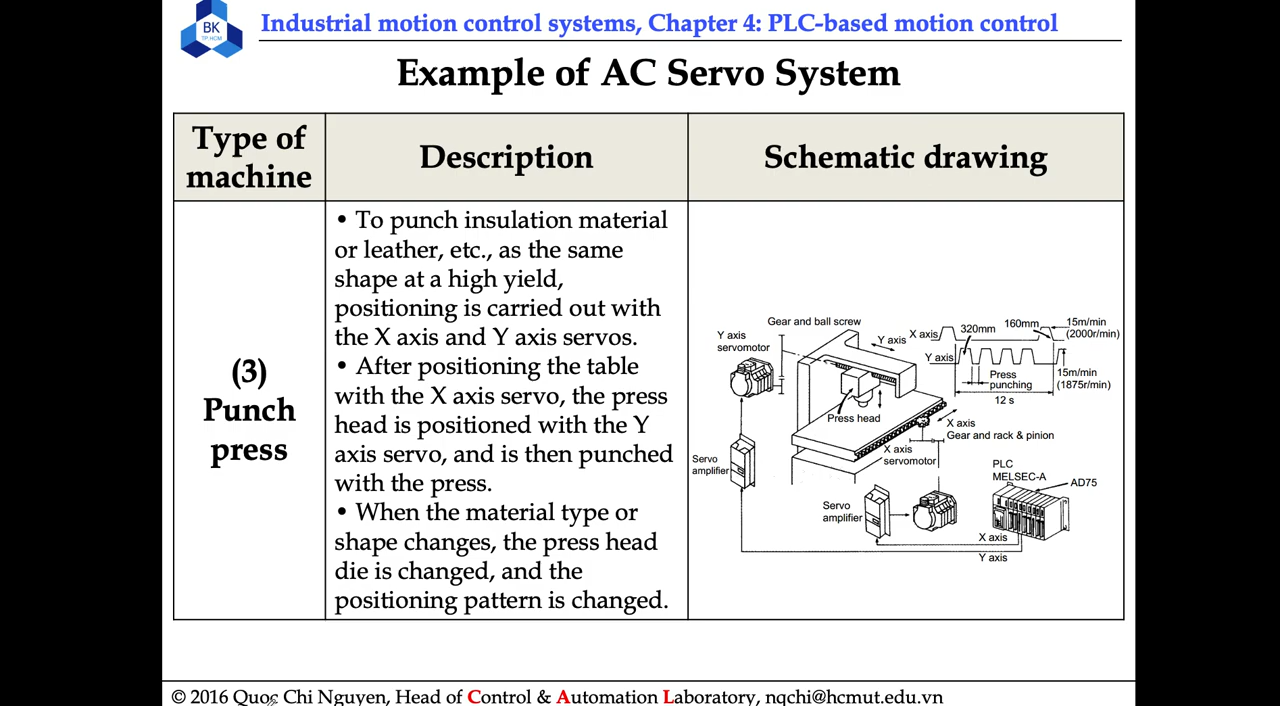 BK
TP.HCM
Industrial motion control systems, Chapter 4: PLC-based motion control
Example of AC Servo System
Type of
machine
Description
Schematic drawing
(3)
Punch
press
• To punch insulation material
or leather, etc., as the same
shape at a high yield,
positioning is carried out with
the X axis and Y axis servos.
• After positioning the table
with the X axis servo, the press
head is positioned with the Y
axis servo, and is then punched
with the press.
• When the material type or
shape changes, the press head
die is changed, and the
positioning pattern is changed.
Gear and ball screw
Y axis
servomotor
Y axis
X axis
320mm
160mm
15m/min
(2000r/min)
Y axis
Press
punching
15m/min
(1875r/min)
12 s
Press head
X axis
Gear and rack & pinion
X axis
servomotor
Servo
amplifier
PLC
MELSEC-A
AD75
Servo
amplifier
X axis
Y axis
© 2016 Quoc Chi Nguyen, Head of Control & Automation Laboratory, nqchi@hcmut.edu.vn